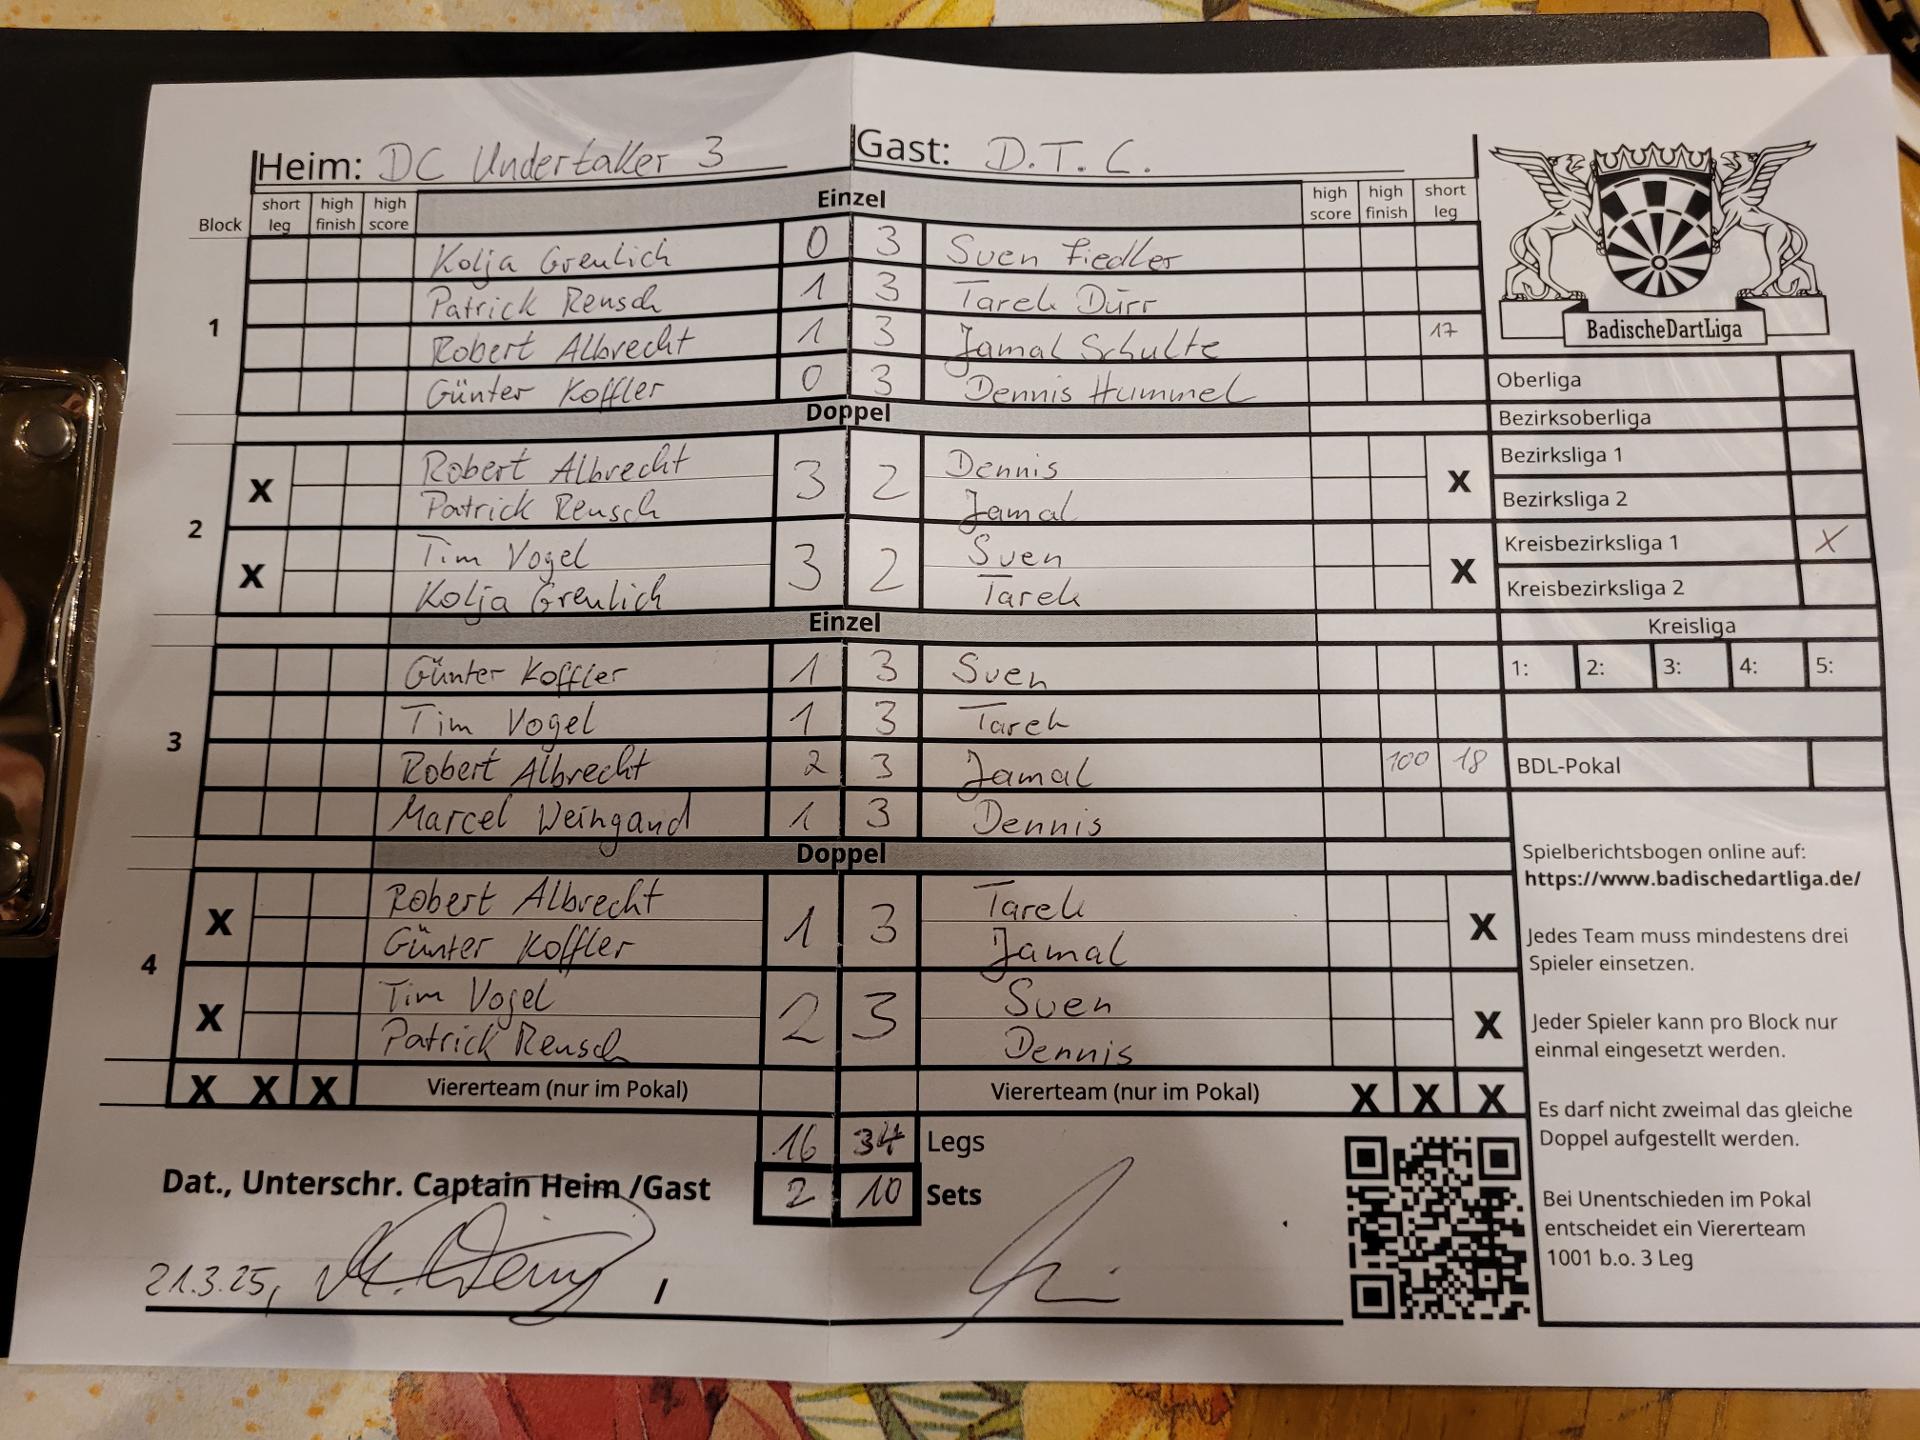 Heim: DC Undertaker 3 Gast: D.T.C.
Block short leg high finish high score Einzel high score high finish short leg
1
Kolja Greulich 0 3 Sven Fiedler
Patrick Reusch 1 3 Tarek Dürr
Robert Albrecht 1 3 Jamal Schulte 17
Günter Koffler 0 3 Dennis Hummel
Doppel
2
X Robert Albrecht 3 2 Dennis X
Patrick Reusch Jamal
X Tim Vogel 3 2 Sven X
Kolja Greulich Tarek
Einzel
3
Günter Koffler 1 3 Sven
Tim Vogel 1 3 Tarek
Robert Albrecht 2 3 Jamal 100 18
Marcel Weingand 1 3 Dennis
Doppel
4
X Robert Albrecht 1 3 Tarek X
Günter Koffler Jamal
X Tim Vogel 2 3 Sven X
Patrick Reusch Dennis
X X X Viererteam (nur im Pokal) Viererteam (nur im Pokal) X X X
16 34 Legs
Dat., Unterschr. Captain Heim /Gast 2 10 Sets
21.3.25, /
BadischeDartLiga
Oberliga
Bezirksoberliga
Bezirksliga 1
Bezirksliga 2
Kreisbezirksliga 1 X
Kreisbezirksliga 2
Kreisliga
1: 2: 3: 4: 5:
BDL-Pokal
Spielberichtsbogen online auf:
https://www.badischedartliga.de/
Jedes Team muss mindestens drei
Spieler einsetzen.
Jeder Spieler kann pro Block nur
einmal eingesetzt werden.
Es darf nicht zweimal das gleiche
Doppel aufgestellt werden.
Bei Unentschieden im Pokal
entscheidet ein Viererteam
1001 b.o. 3 Leg